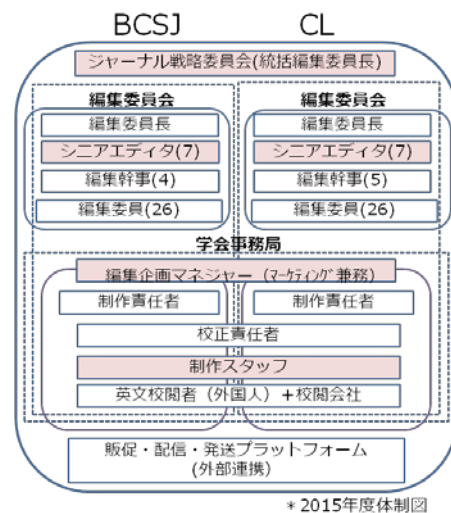 BCSJ CL
ジャーナル戦略委員会(統括編集委員長)
編集委員会 編集委員会
編集委員長 編集委員長
シニアエディタ(7) シニアエディタ(7)
編集幹事(4) 編集幹事(5)
編集委員(26) 編集委員(26)
学会事務局
編集企画マネジャー(マーケティング兼務)
制作責任者 制作責任者
校正責任者
制作スタッフ
英文校閲者(外国人)+校閲会社
販促・配信・発送プラットフォーム
(外部連携)
*2015年度体制図